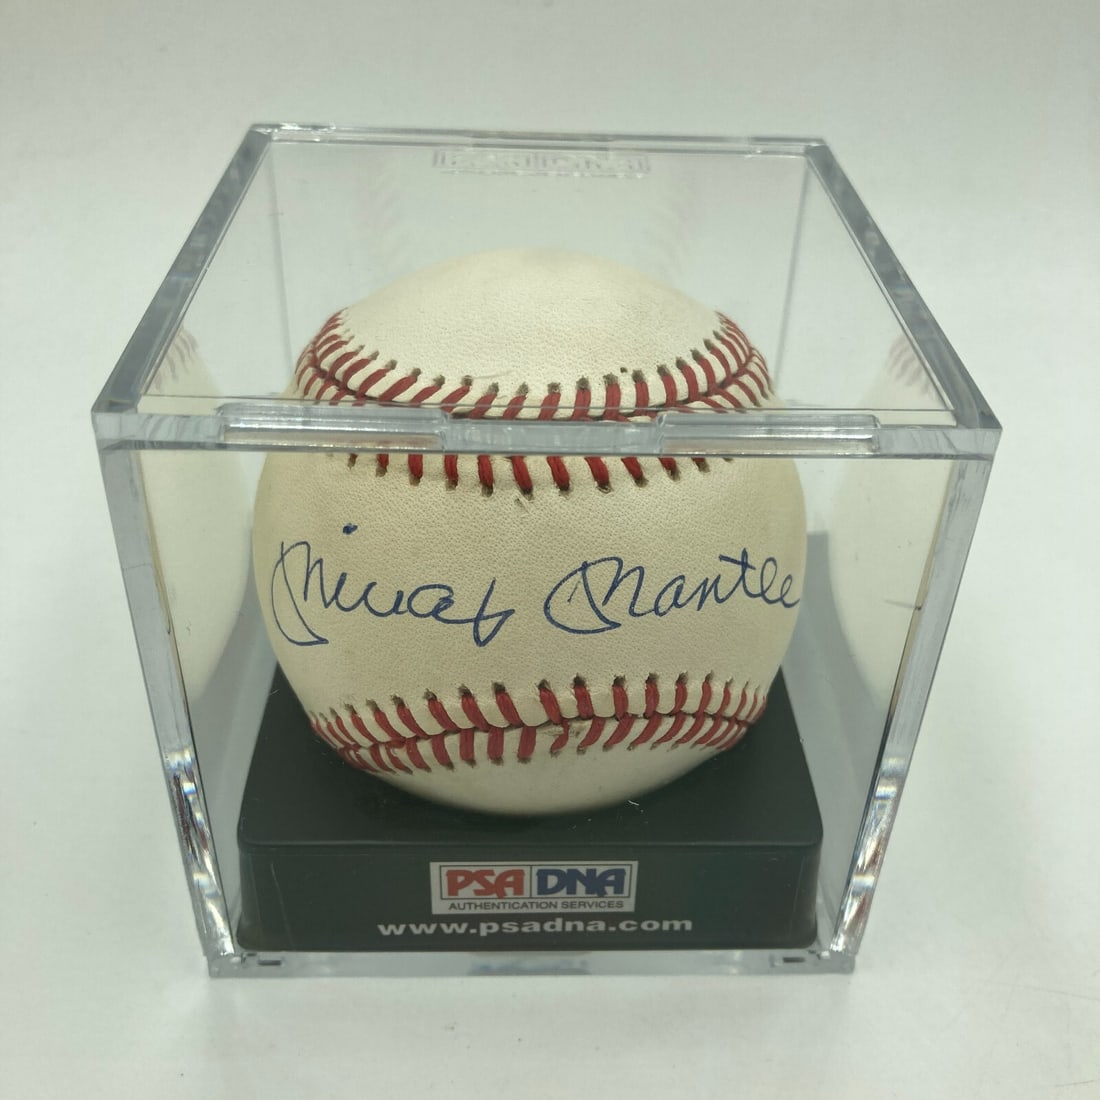 Mickey Mantle
PSA DNA
AUTHENTICATION SERVICES
www.psadna.com